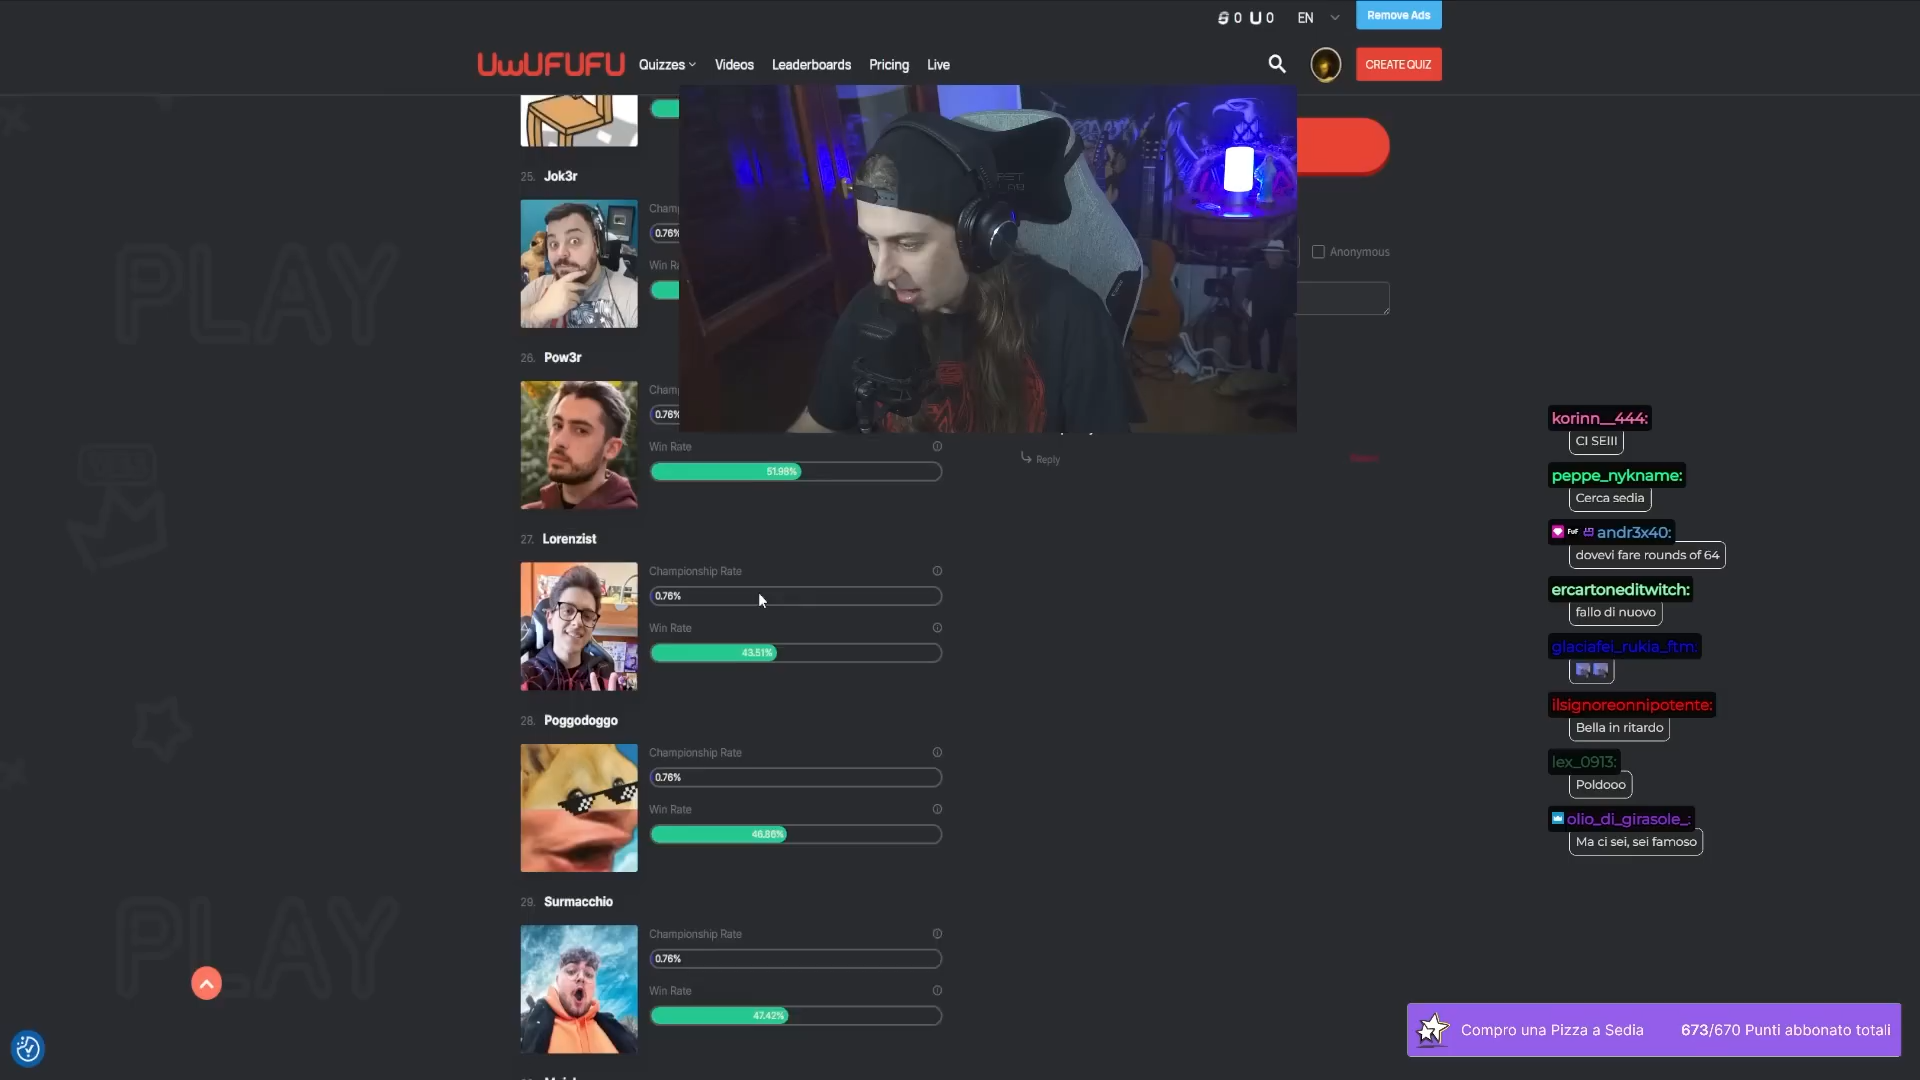 0 0 EN Remove Ads
UwUFUFU Quizzes Videos Leaderboards Pricing Live CREATE QUIZ
25. Jok3r
Cham
0.76%
Win Ra
Anonymous
26. Pow3r
Cham
0.76%
Win Rate
51.98%
Reply
27. Lorenzist
Championship Rate
0.76%
Win Rate
43.51%
28. Poggodoggo
Championship Rate
0.76%
Win Rate
46.86%
29. Surmacchio
Championship Rate
0.76%
Win Rate
47.42%
PLAY
PLAY
korinn__444:
CI SEIII
peppe_nykname:
Cerca sedia
andr3x40:
dovevi fare rounds of 64
ercartoneditwitch:
fallo di nuovo
glaciafei_rukia_ftm:
ilsignoreonnipotente:
Bella in ritardo
lex_0913:
Poldooo
olio_di_girasole_:
Ma ci sei, sei famoso
Compro una Pizza a Sedia 673/670 Punti abbonato totali